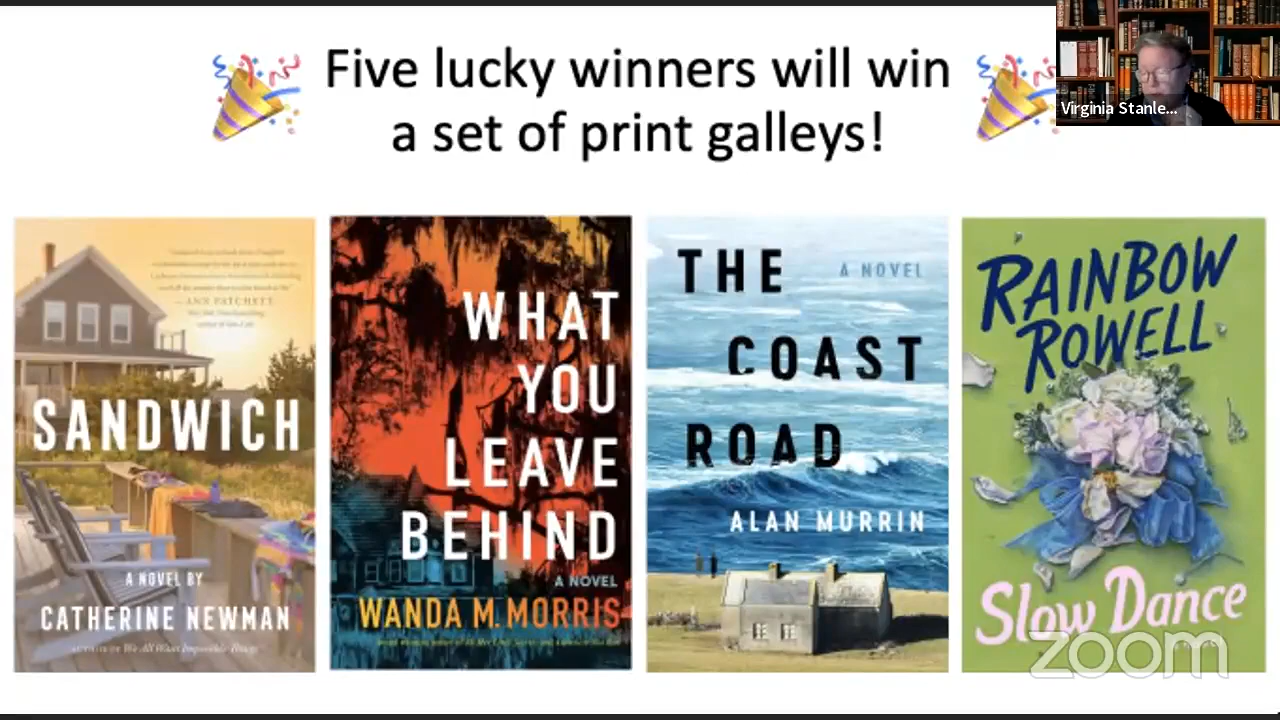 Five lucky winners will win
a set of print galleys!
Virginia Stanle...
— ANN PATCHETT
SANDWICH
A NOVEL BY
CATHERINE NEWMAN
WHAT
YOU
LEAVE
BEHIND
A NOVEL
WANDA M. MORRIS
THE
A NOVEL
COAST
ROAD
ALAN MURRIN
RAINBOW
ROWELL
Slow Dance
zoom